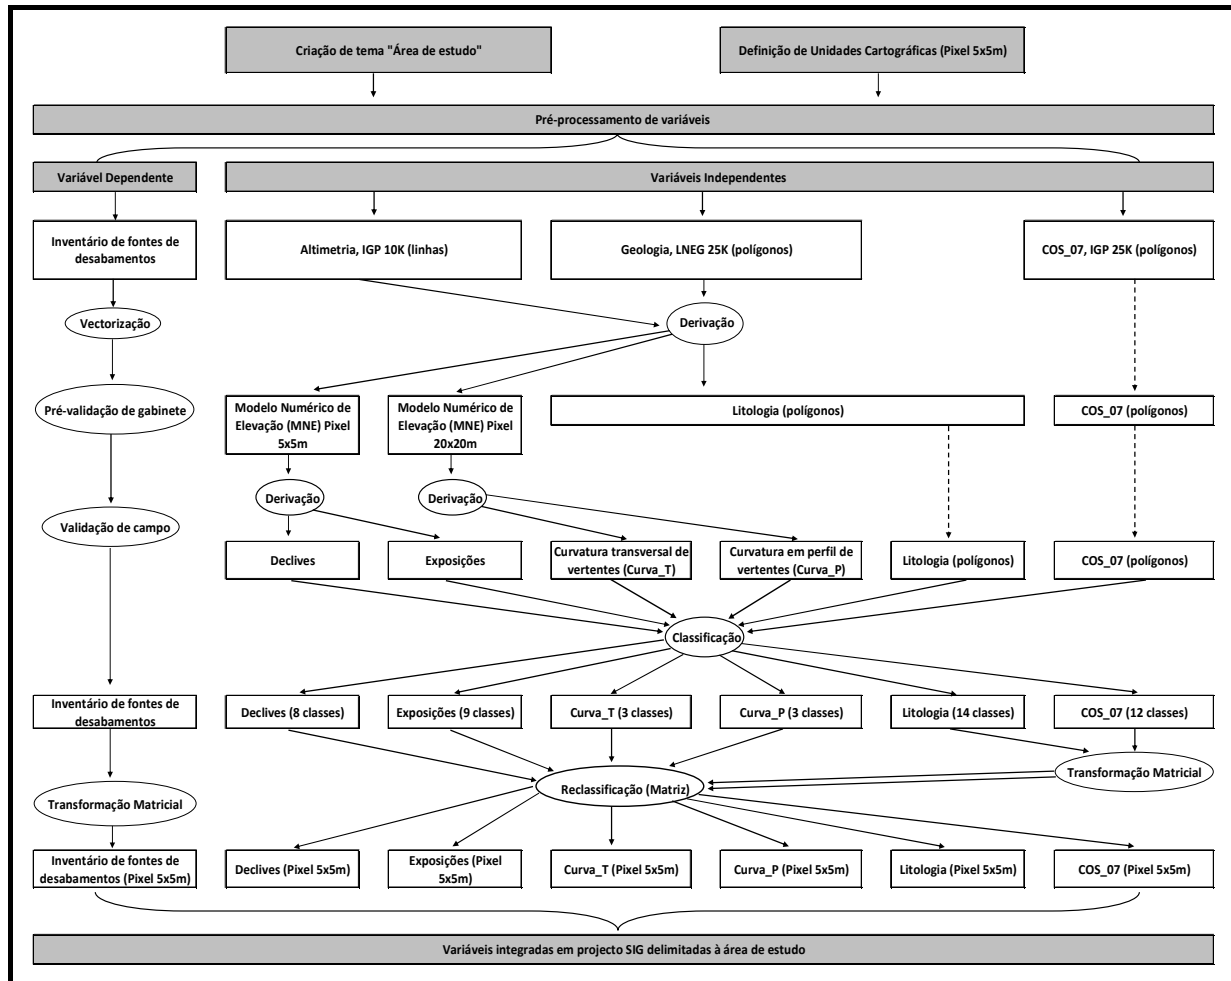 Criação de tema "Área de estudo"
Definição de Unidades Cartográficas (Pixel 5x5m)
Pré-processamento de variáveis
Variável Dependente
Variáveis Independentes
Inventário de fontes de
desabamentos
Altimetria, IGP 10K (linhas)
Geologia, LNEG 25K (polígonos)
COS_07, IGP 25K (polígonos)
Vectorização
Derivação
Pré-validação de gabinete
Modelo Numérico de
Elevação (MNE) Pixel
5x5m
Modelo Numérico de
Elevação (MNE) Pixel
20x20m
Litologia (polígonos)
COS_07 (polígonos)
Derivação
Derivação
Validação de campo
Declives
Exposições
Curvatura transversal de
vertentes (Curva_T)
Curvatura em perfil de
vertentes (Curva_P)
Litologia (polígonos)
COS_07 (polígonos)
Classificação
Inventário de fontes de
desabamentos
Declives (8 classes)
Exposições (9 classes)
Curva_T (3 classes)
Curva_P (3 classes)
Litologia (14 classes)
COS_07 (12 classes)
Transformação Matricial
Reclassificação (Matriz)
Transformação Matricial
Inventário de fontes de
desabamentos (Pixel 5x5m)
Declives (Pixel 5x5m)
Exposições (Pixel
5x5m)
Curva_T (Pixel 5x5m)
Curva_P (Pixel 5x5m)
Litologia (Pixel 5x5m)
COS_07 (Pixel 5x5m)
Variáveis integradas em projecto SIG delimitadas à área de estudo